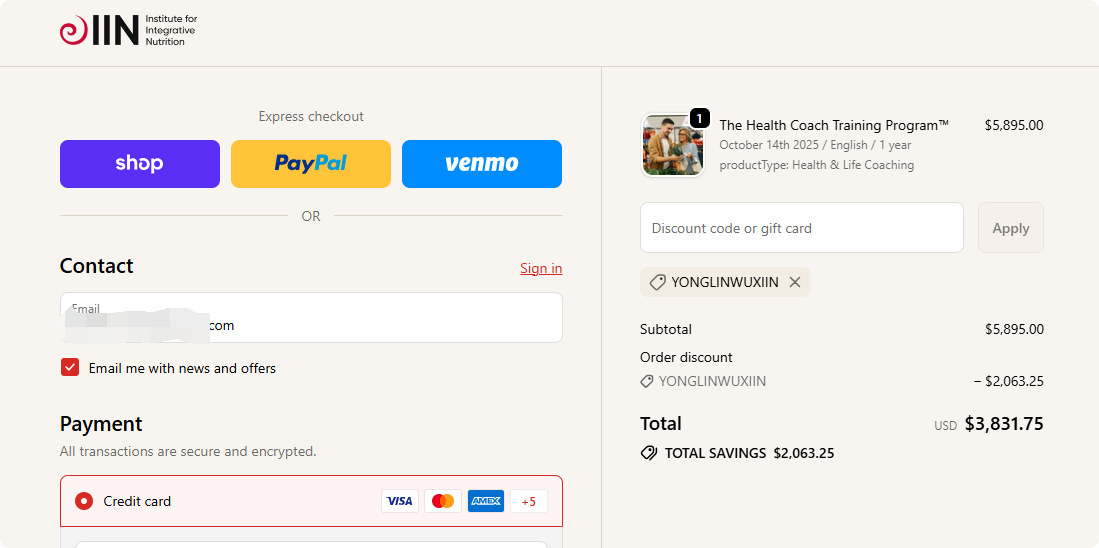 IIN
Institute for
Integrative
Nutrition
Express checkout
shop
PayPal
venmo
OR
Contact
Sign in
Email
com
Email me with news and offers
Payment
All transactions are secure and encrypted.
Credit card
VISA
AMEX
+5
1
The Health Coach Training Program™
$5,895.00
October 14th 2025 / English / 1 year
productType: Health & Life Coaching
Discount code or gift card
Apply
YONGLINWUXIIN
Subtotal
$5,895.00
Order discount
YONGLINWUXIIN
− $2,063.25
Total
USD $3,831.75
TOTAL SAVINGS $2,063.25